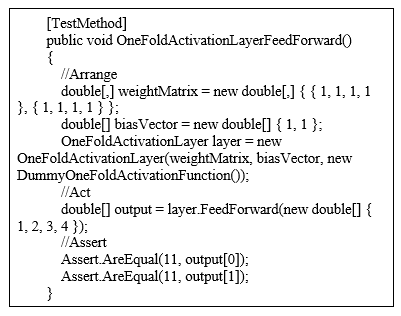 [TestMethod]
public void OneFoldActivationLayerFeedForward()
{
//Arrange
double[,] weightMatrix = new double[,] { { 1, 1, 1, 1
}, { 1, 1, 1, 1 } };
double[] biasVector = new double[] { 1, 1 };
OneFoldActivationLayer layer = new
OneFoldActivationLayer(weightMatrix, biasVector, new
DummyOneFoldActivationFunction());
//Act
double[] output = layer.FeedForward(new double[] {
1, 2, 3, 4 });
//Assert
Assert.AreEqual(11, output[0]);
Assert.AreEqual(11, output[1]);
}